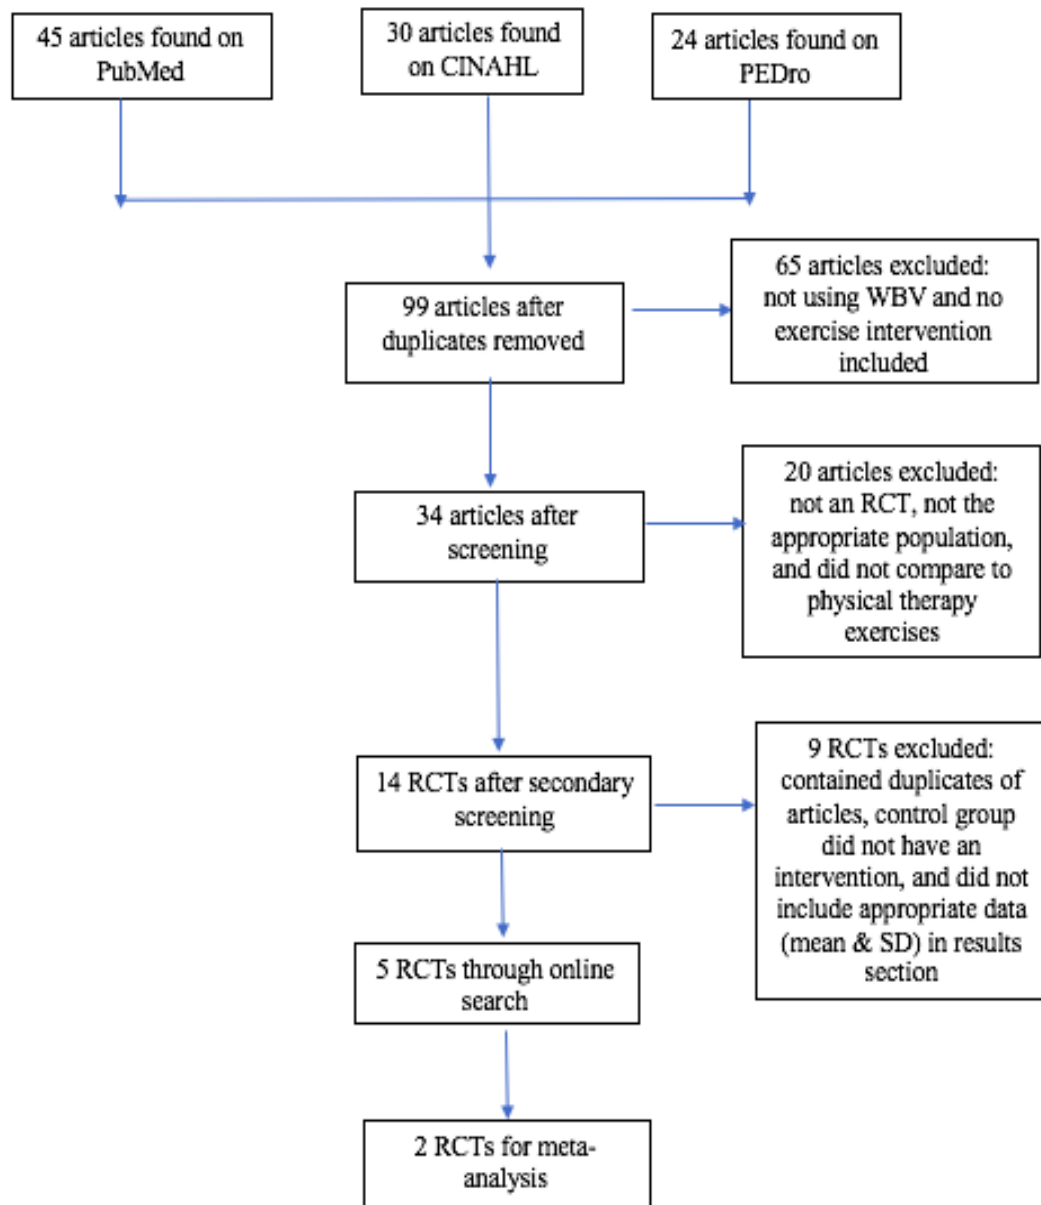 45 articles found on
PubMed
30 articles found
on CINAHL
24 articles found on
PEDro
99 articles after
duplicates removed
65 articles excluded:
not using WBV and no
exercise intervention
included
34 articles after
screening
20 articles excluded:
not an RCT, not the
appropriate population,
and did not compare to
physical therapy
exercises
14 RCTs after secondary
screening
9 RCTs excluded:
contained duplicates of
articles, control group
did not have an
intervention, and did not
include appropriate data
(mean & SD) in results
section
5 RCTs through online
search
2 RCTs for meta-
analysis